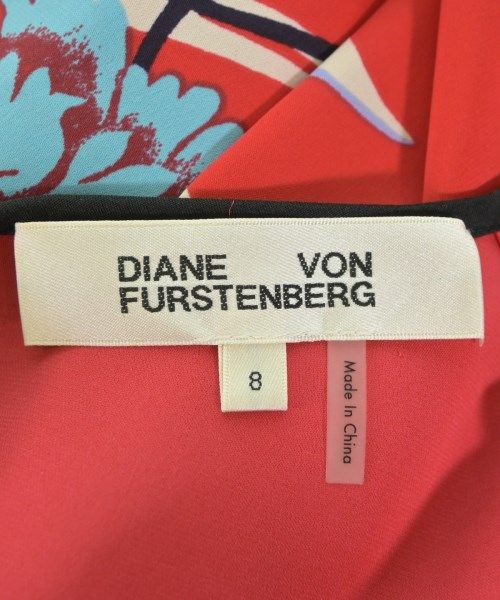 DIANE VON
FURSTENBERG
8
Made In China